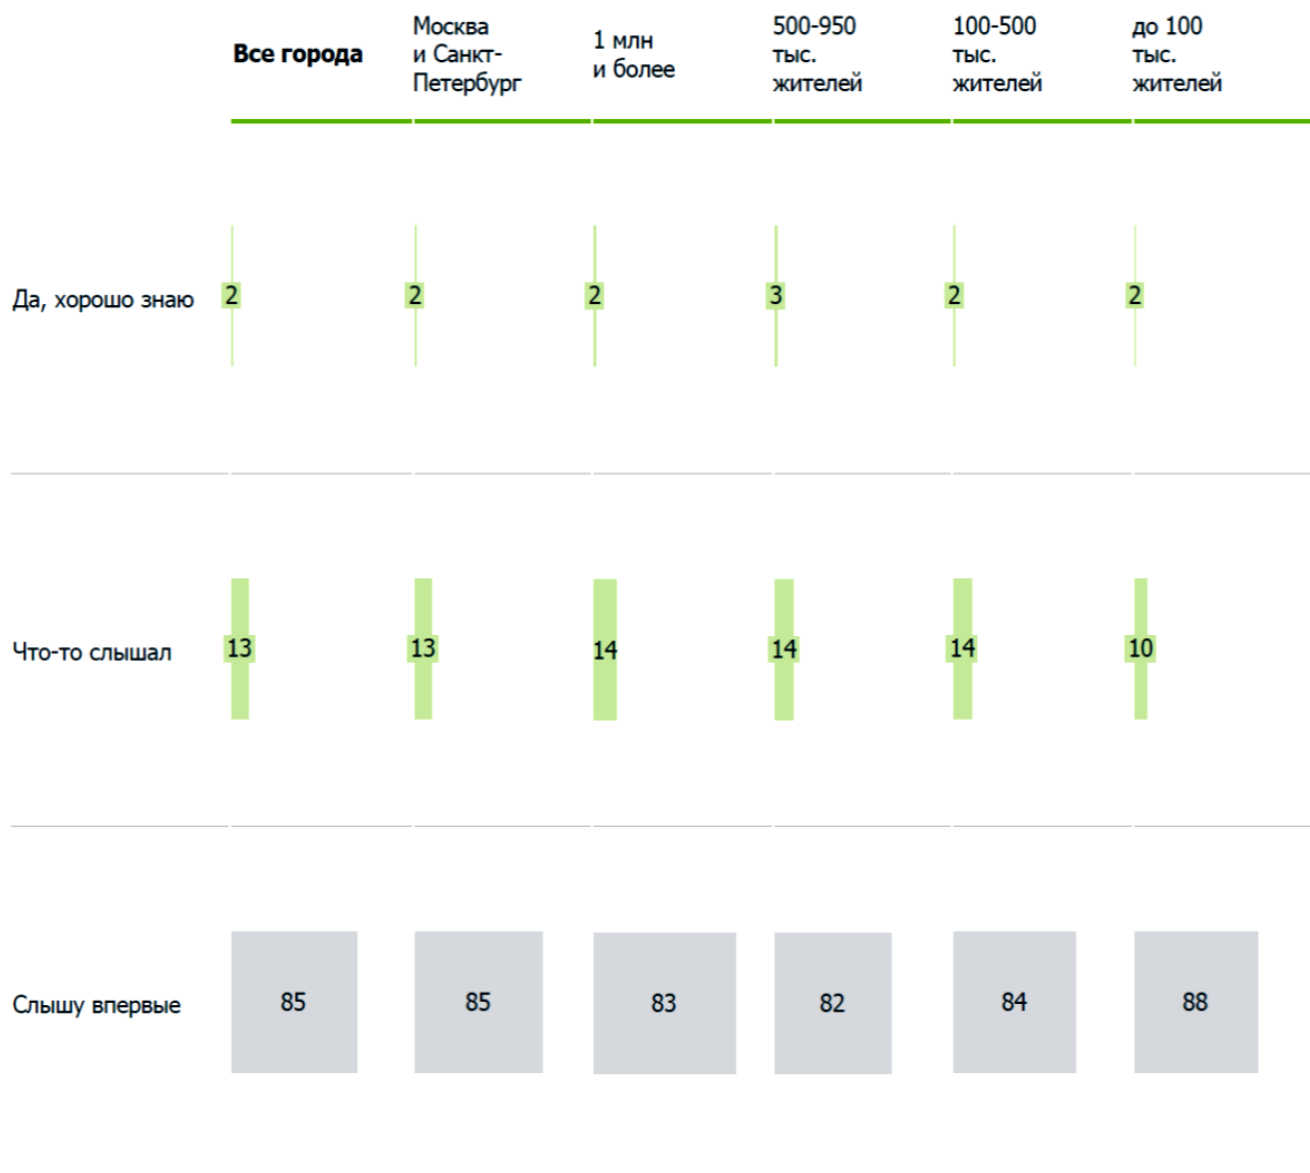 Все города
Москва
и Санкт-
Петербург
1 млн
и более
500-950
тыс.
жителей
100-500
тыс.
жителей
до 100
тыс.
жителей
Да, хорошо знаю 2 2 2 3 2 2
Что-то слышал 13 13 14 14 14 10
Слышу впервые 85 85 83 82 84 88